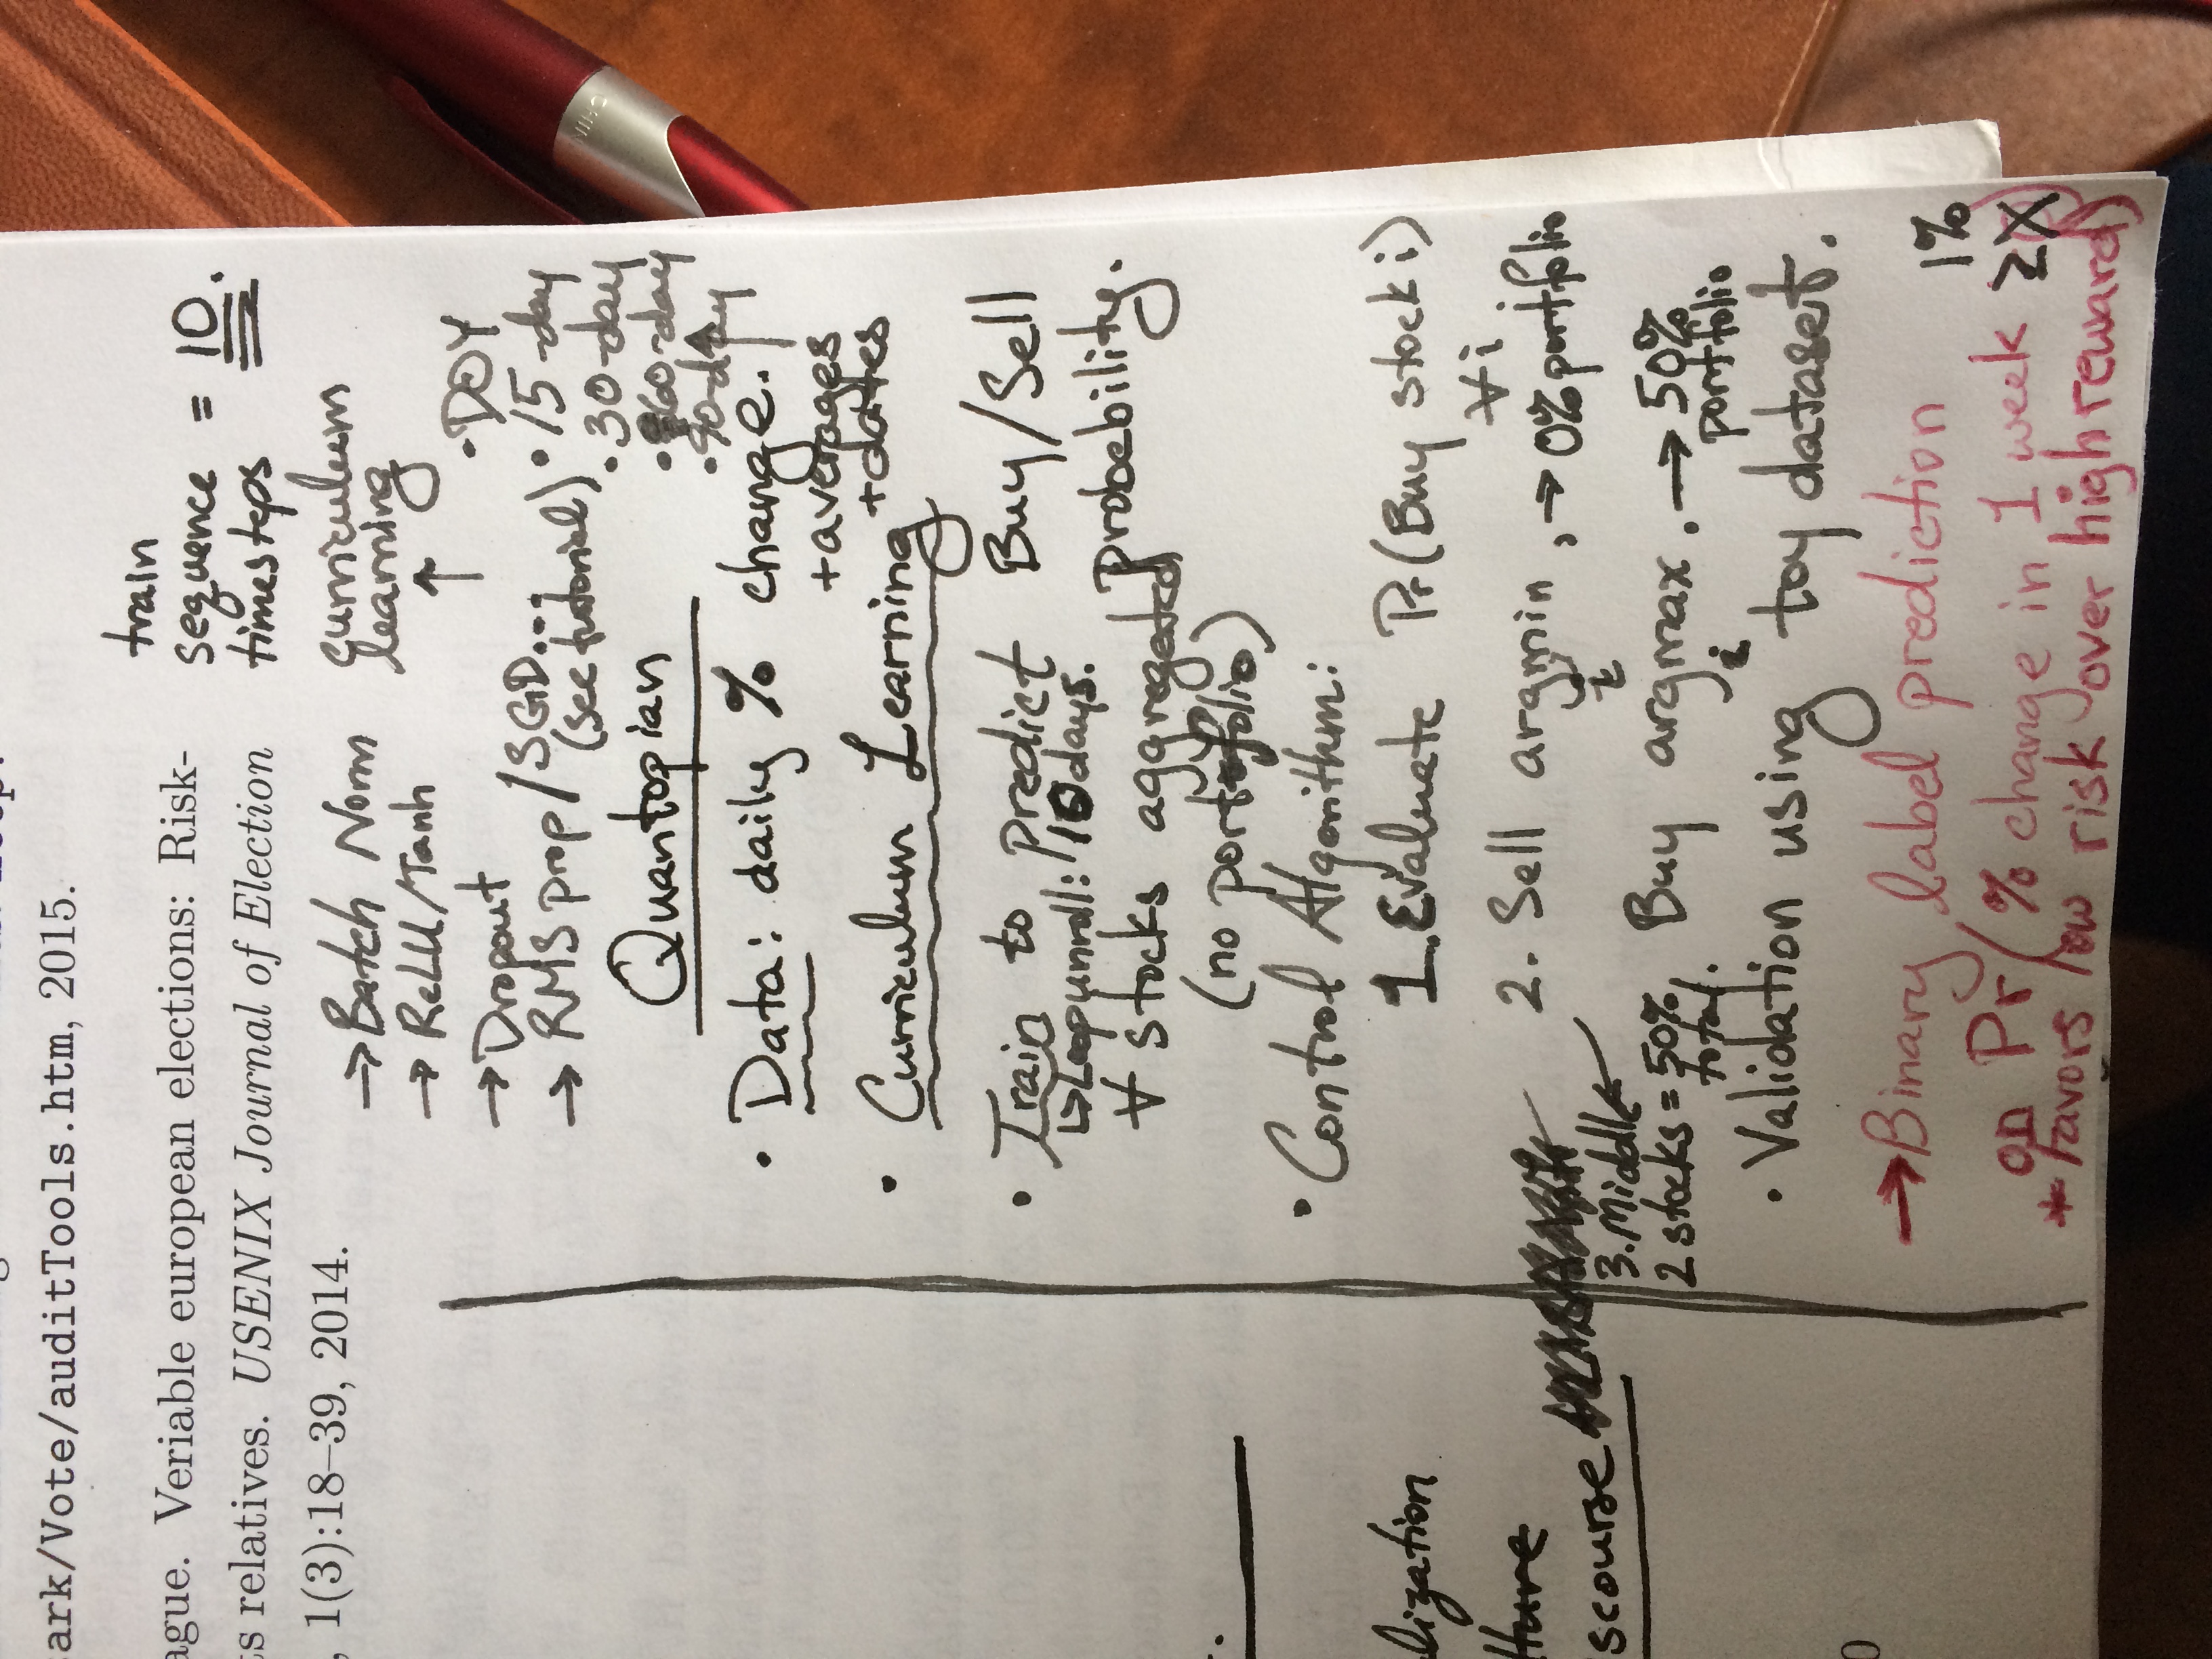 ark/Vote/auditTools.htm, 2015.
ague. Veriable european elections: Risk-
ts relatives. USENIX Journal of Election
, 1(3):18–39, 2014.
train
sequence = 10.
timesteps
curriculum
learning
↑
→ Batch Norm
→ ReLU/Tanh
→ Dropout
→ RMS prop/SGD...
(see tutorial)
• DOY
• 15-day
• 30-day
• 60-day
• 90-day
Quantopian
• Data: daily % change.
+averages
+dates
• Curriculum Learning
• Train to predict Buy/Sell
probebility.
↳ Loop unroll: 10 days.
∀ stocks aggregated
(no portfolio)
• Control Algorithm:
1. Evaluate Pr(Buy stock i)
∀i.
2. Sell argmin, → 0% portfolio
i
Buy argmax. → 50%
portfolio
i
3. Middle
2 stocks = 50%
total.
• Validation using toy dataset.
→ Binary label prediction
on Pr(% change in 1 week ≥ X)
1%
* favors low risk over high reward)
lization
lture
scourse
0
CHIN